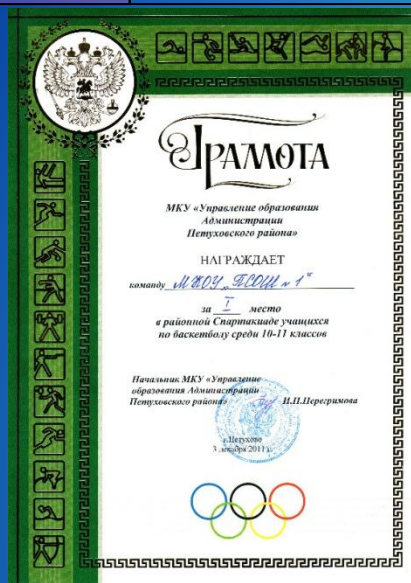 Грамота
МКУ «Управление образования
Администрации
Петуховского района»
НАГРАЖДАЕТ
команду МКОУ „ПСОШ № 1"
за I место
в районной Спартакиаде учащихся
по баскетболу среди 10-11 классов
Начальник МКУ «Управление
образования Администрации
Петуховского района» И.П.Перегримова
г.Петухово
3 декабря 2011 г.